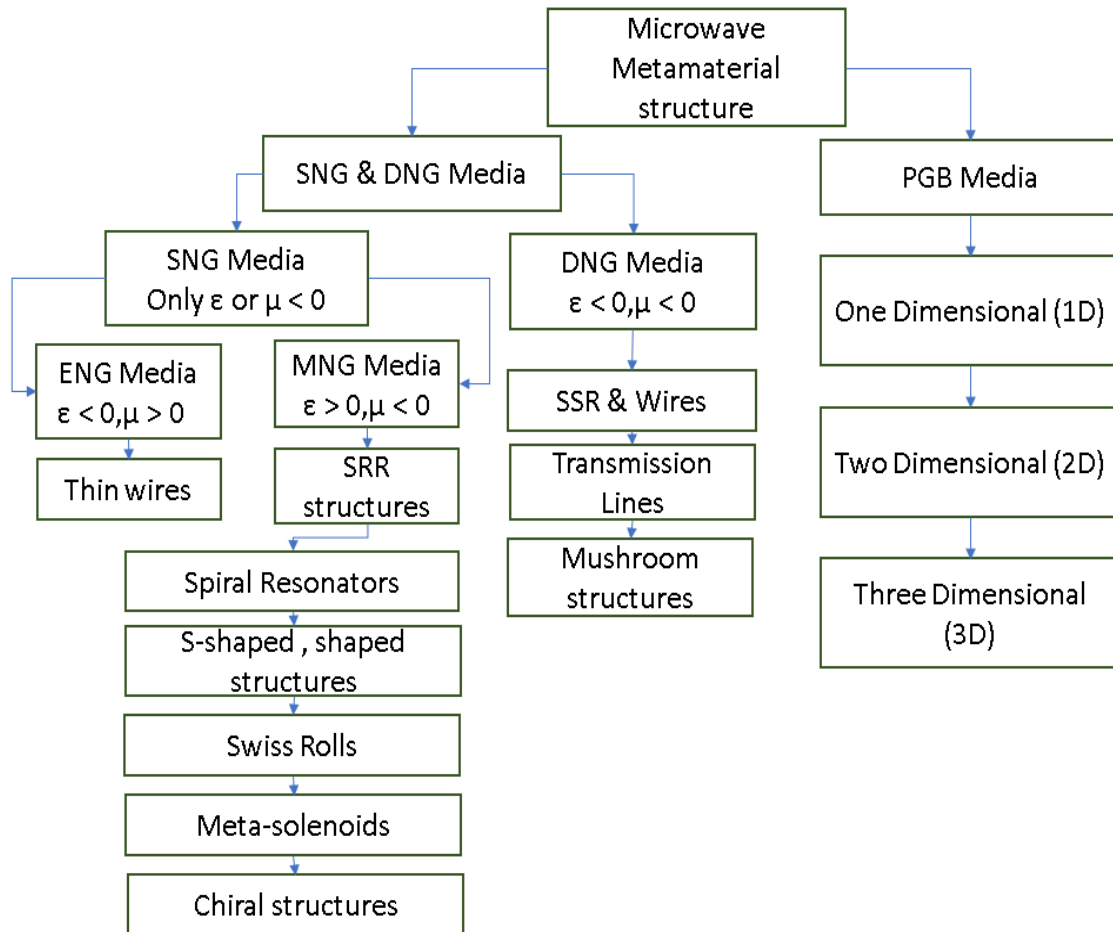 Microwave
Metamaterial
structure
SNG & DNG Media
PGB Media
SNG Media
Only ε or μ < 0
DNG Media
ε < 0,μ < 0
One Dimensional (1D)
ENG Media
ε < 0,μ > 0
MNG Media
ε > 0,μ < 0
SSR & Wires
Two Dimensional (2D)
Thin wires
SRR
structures
Transmission
Lines
Spiral Resonators
Mushroom
structures
Three Dimensional
(3D)
S-shaped , shaped
structures
Swiss Rolls
Meta-solenoids
Chiral structures